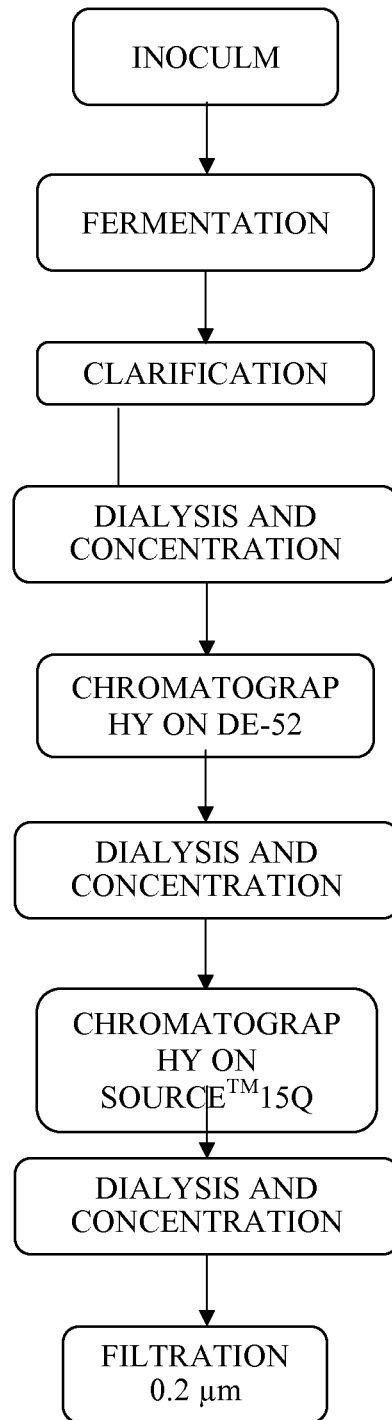 INOCULM
FERMENTATION
CLARIFICATION
DIALYSIS AND
CONCENTRATION
CHROMATOGRAP
HY ON DE-52
DIALYSIS AND
CONCENTRATION
CHROMATOGRAP
HY ON
SOURCE™15Q
DIALYSIS AND
CONCENTRATION
FILTRATION
0.2 µm